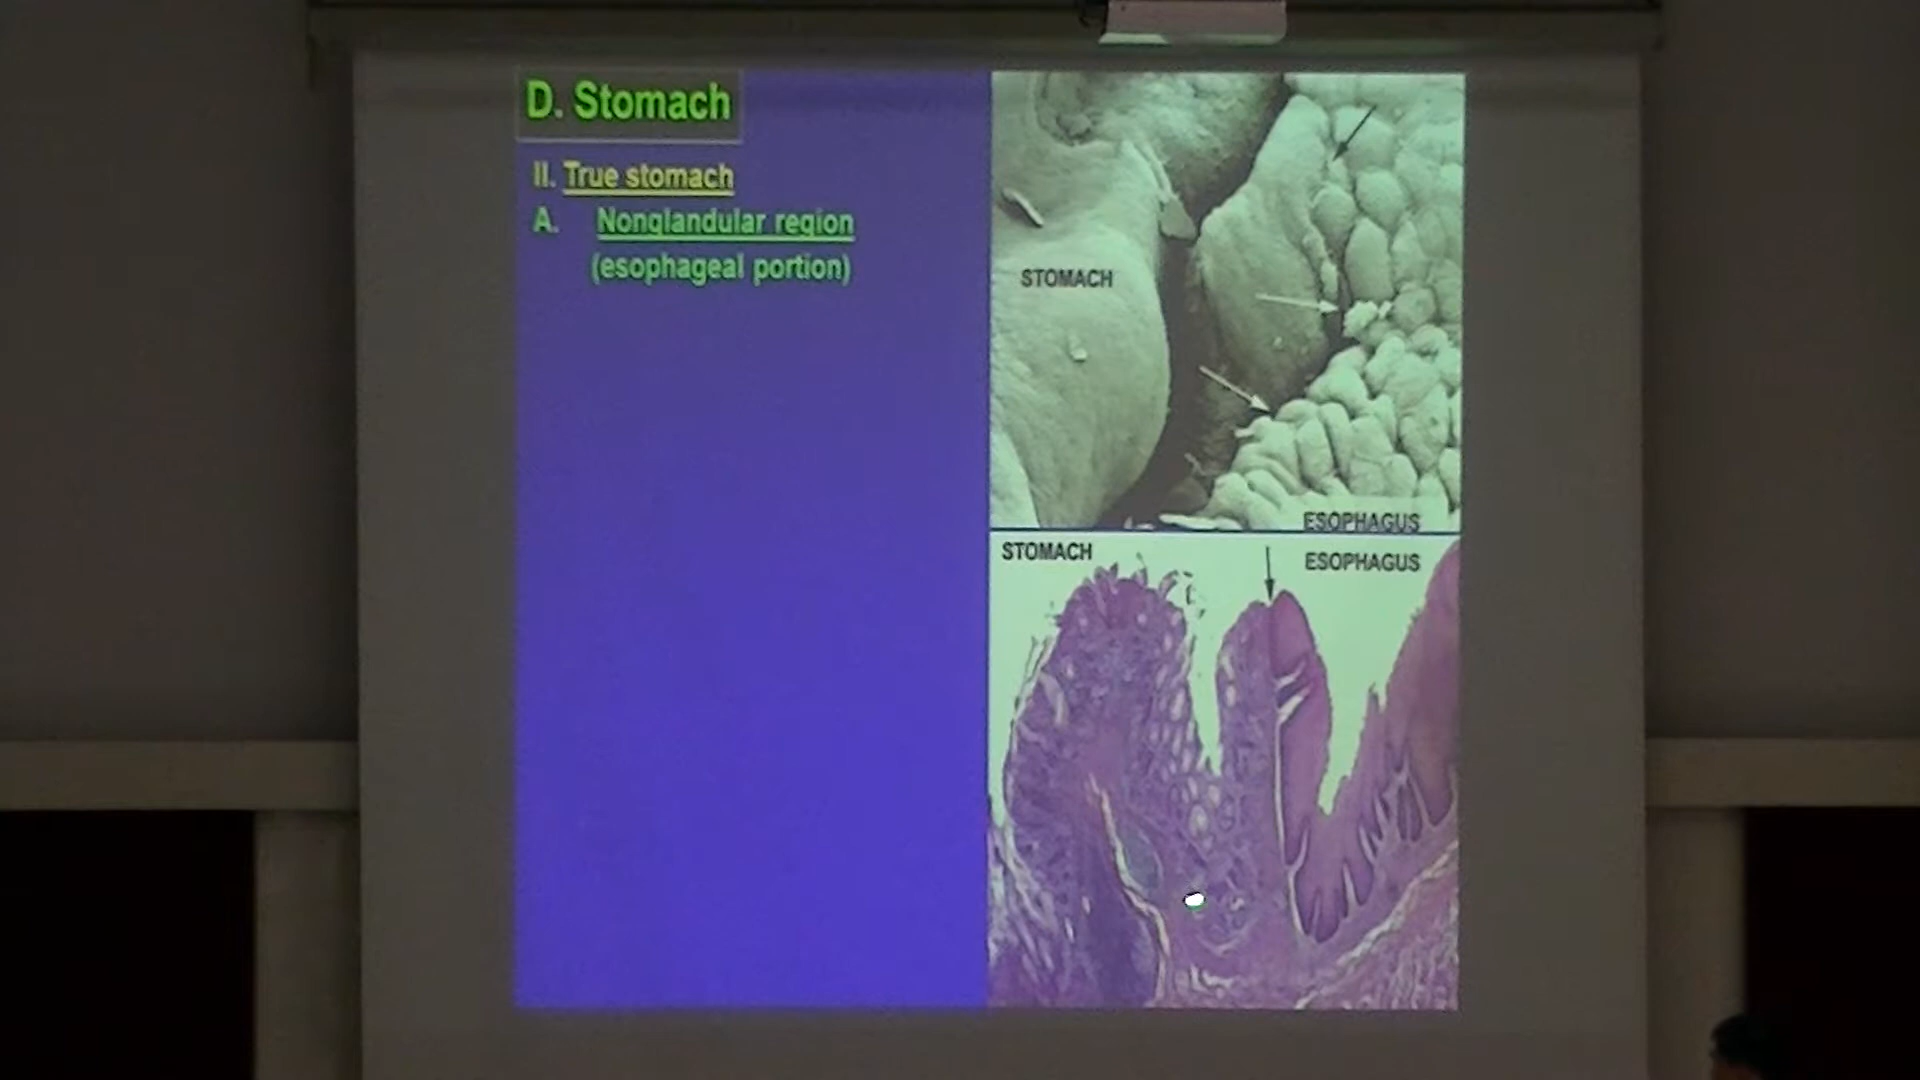 D. Stomach
II. True stomach
A. Nonglandular region
(esophageal portion)
STOMACH
ESOPHAGUS
STOMACH
ESOPHAGUS